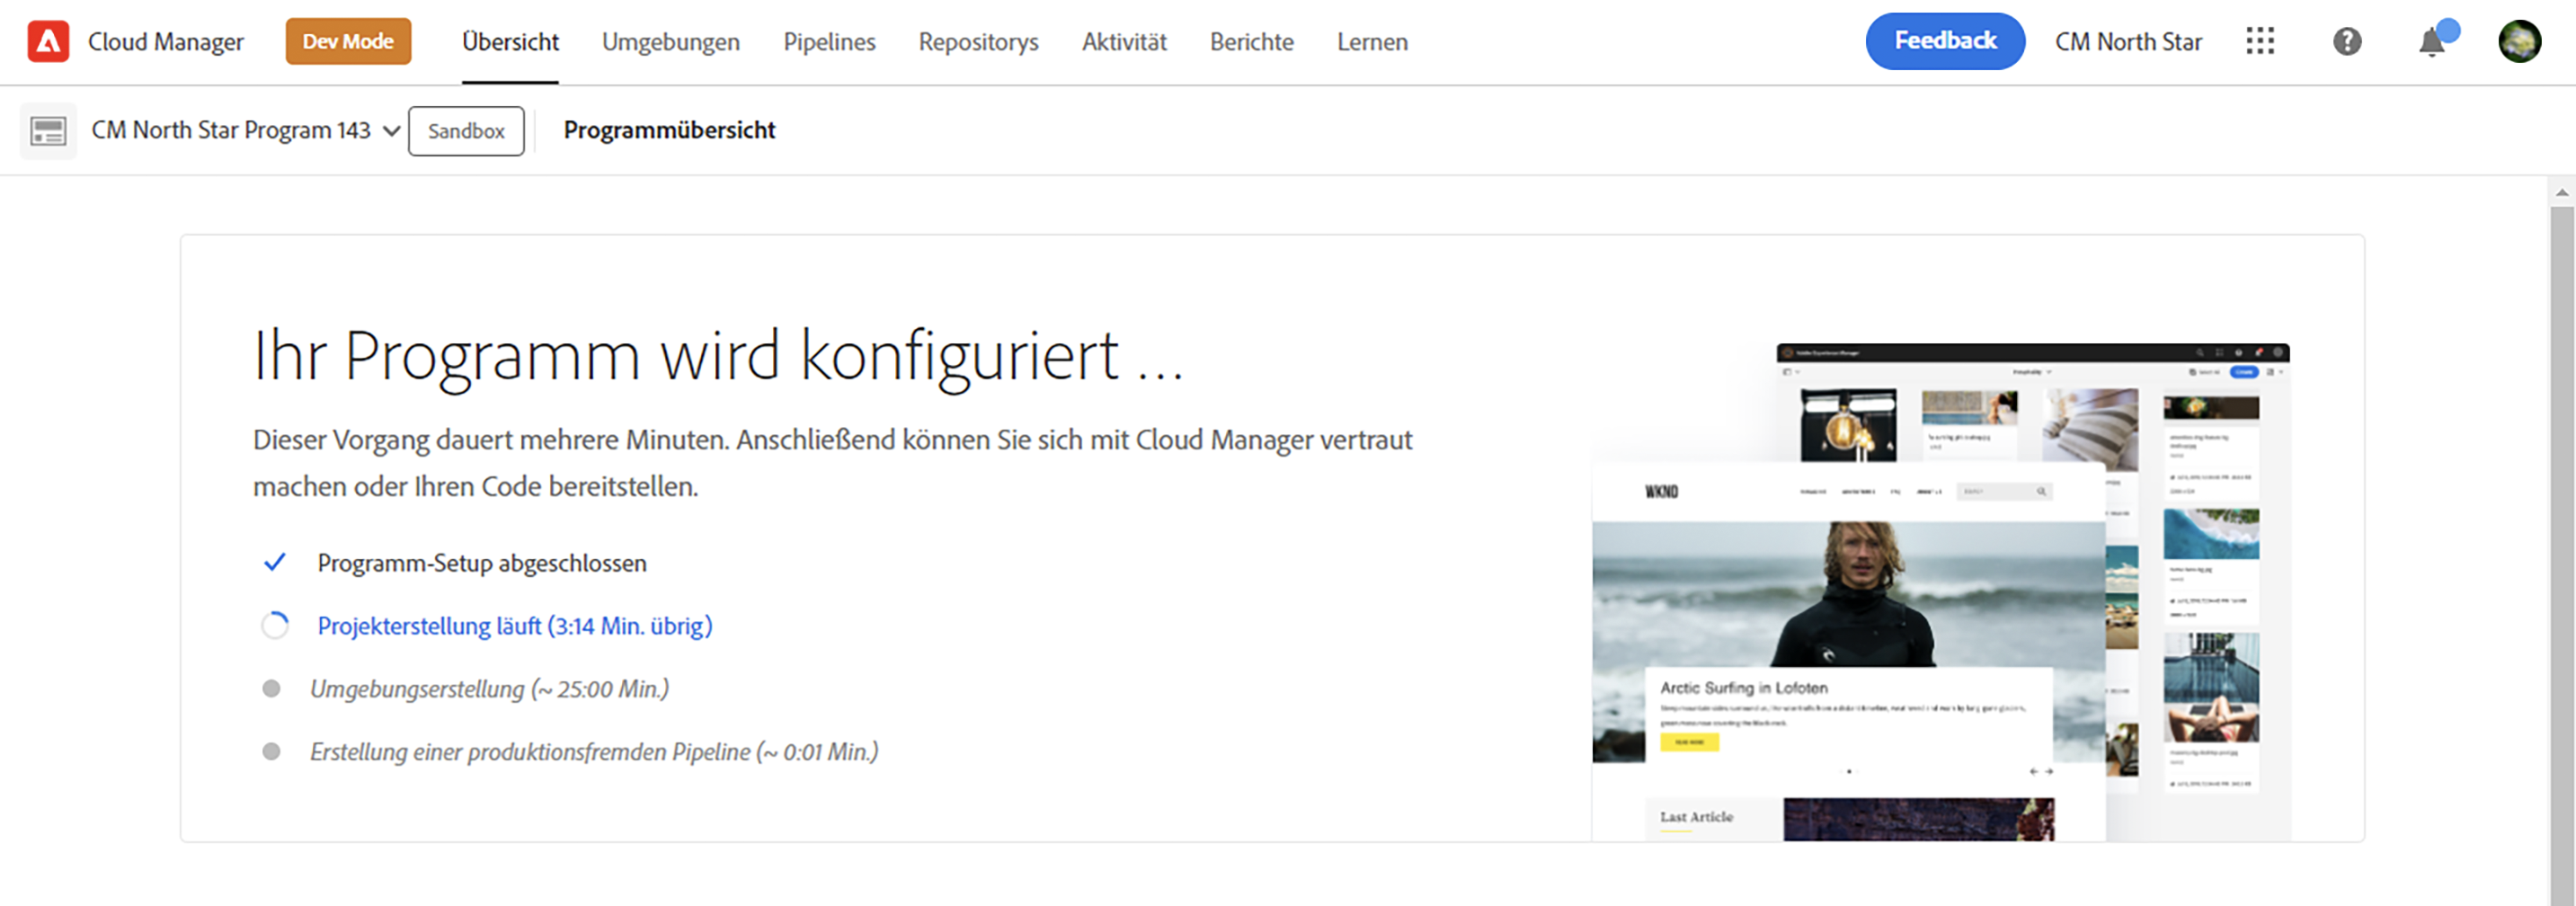 Cloud Manager
Dev Mode
Übersicht
Umgebungen
Pipelines
Repositorys
Aktivität
Berichte
Lernen
Feedback
CM North Star
CM North Star Program 143
Sandbox
Programmübersicht
Ihr Programm wird konfiguriert ...
Dieser Vorgang dauert mehrere Minuten. Anschließend können Sie sich mit Cloud Manager vertraut
machen oder Ihren Code bereitstellen.
Programm-Setup abgeschlossen
Projekterstellung läuft (3:14 Min. übrig)
Umgebungserstellung (~ 25:00 Min.)
Erstellung einer produktionsfremden Pipeline (~ 0:01 Min.)
WKND
Arctic Surfing in Lofoten
Last Article